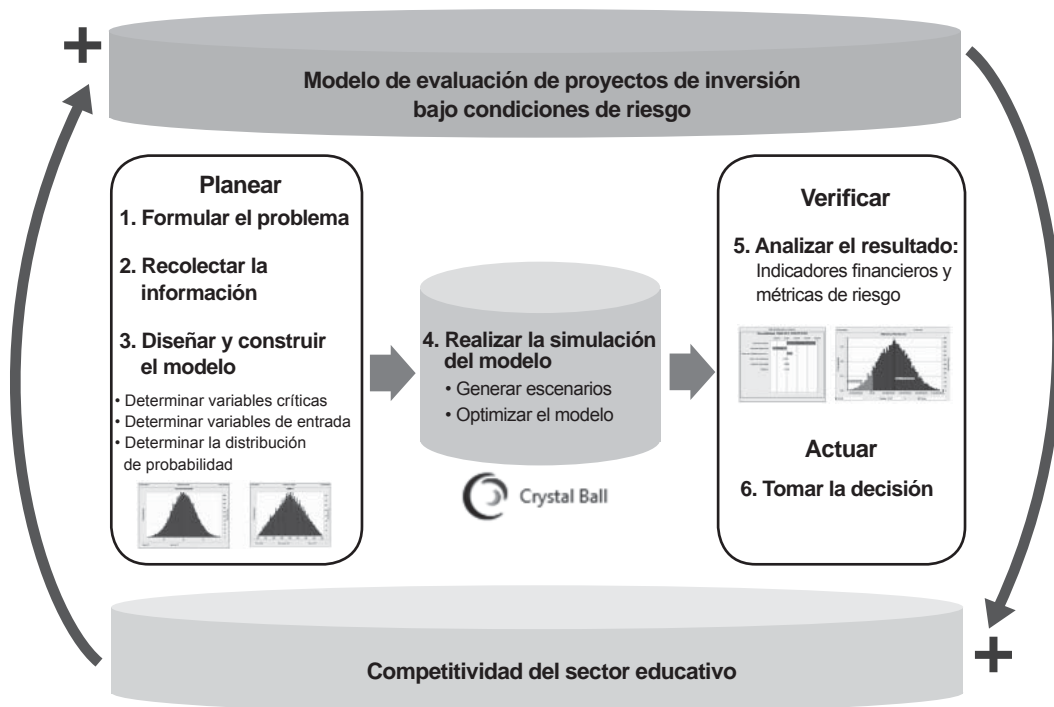 +
Modelo de evaluación de proyectos de inversión
bajo condiciones de riesgo
Planear
1. Formular el problema
2. Recolectar la
información
3. Diseñar y construir
el modelo
• Determinar variables críticas
• Determinar variables de entrada
• Determinar la distribución
de probabilidad
4. Realizar la simulación
del modelo
• Generar escenarios
• Optimizar el modelo
Crystal Ball
Verificar
5. Analizar el resultado:
Indicadores financieros y
métricas de riesgo
Actuar
6. Tomar la decisión
Competitividad del sector educativo
+